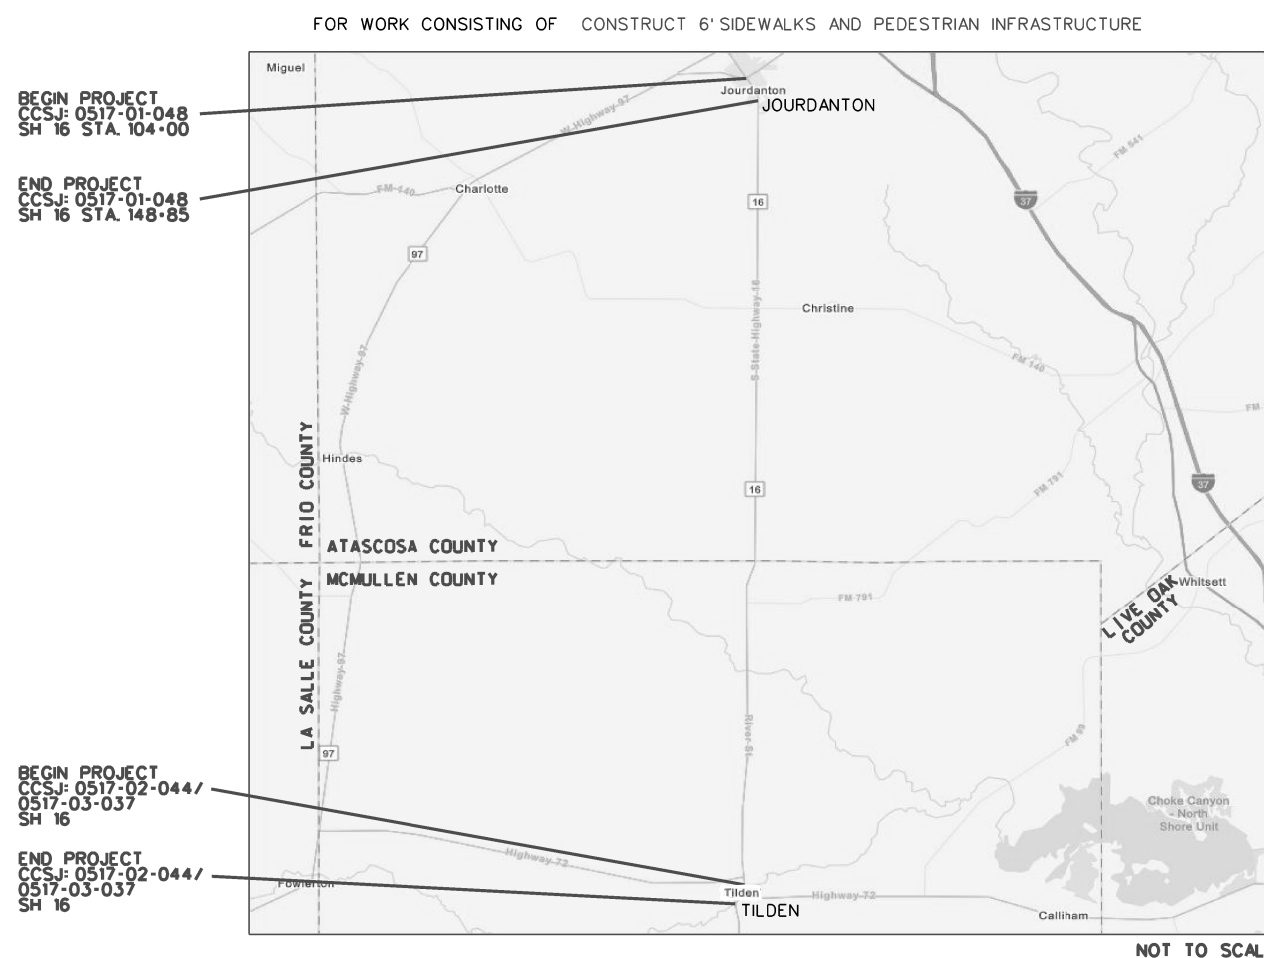 FOR WORK CONSISTING OF CONSTRUCT 6' SIDEWALKS AND PEDESTRIAN INFRASTRUCTURE
Miguel
BEGIN PROJECT
CCSJ: 0517-01-048
SH 16 STA. 104+00
Jourdanton
JOURDANTON
W-Highway-97
FM 541
END PROJECT
CCSJ: 0517-01-048
SH 16 STA. 148+85
FM-140
Charlotte
16
37
97
S-State-Highway-16
Christine
W-Highway-97
FM 140
FM
FRIO COUNTY
Hindes
16
FM 791
37
ATASCOSA COUNTY
MCMULLEN COUNTY
LA SALLE COUNTY
FM 791
Whitsett
LIVE OAK
COUNTY
Highway-97
River-St
FM 99
97
BEGIN PROJECT
CCSJ: 0517-02-044/
0517-03-037
SH 16
Choke Canyon
- North
Shore Unit
END PROJECT
CCSJ: 0517-02-044/
0517-03-037
SH 16
Highway-72
Fowlerton
Tilden
TILDEN
Highway-72
Calliham
NOT TO SCAL